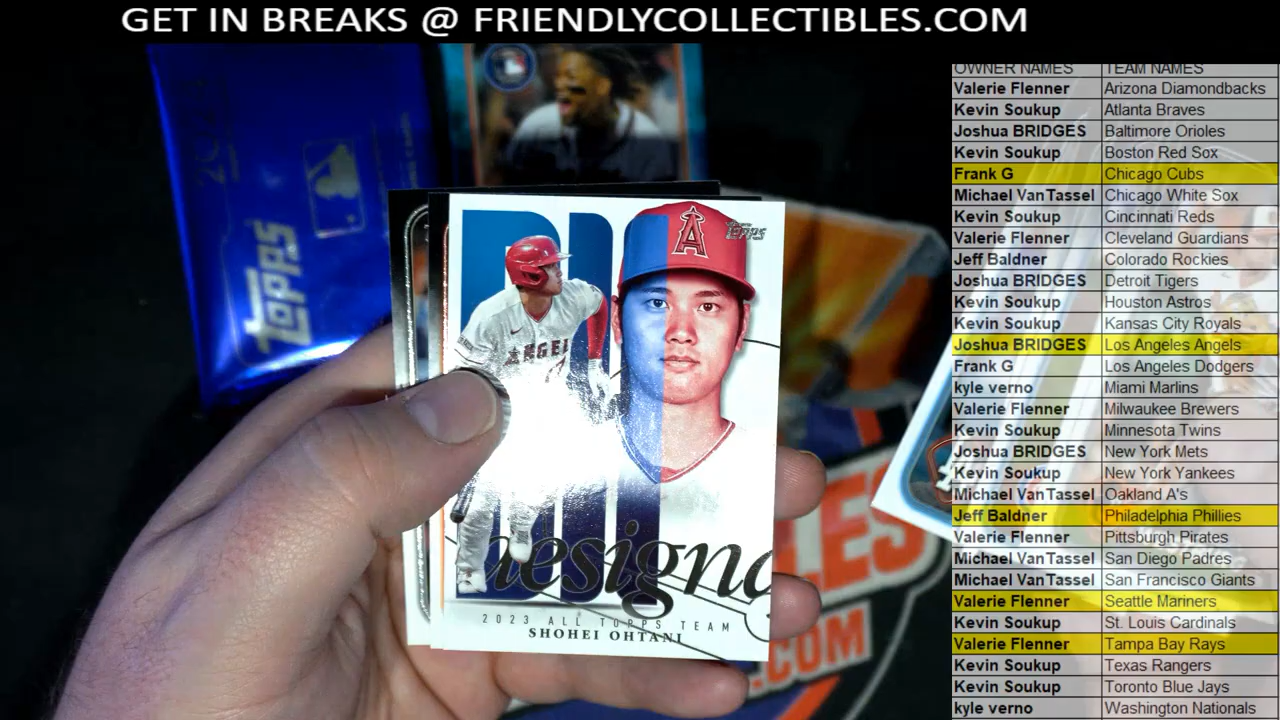 GET IN BREAKS @ FRIENDLYCOLLECTIBLES.COM
OWNER NAMES TEAM NAMES
Valerie Flenner Arizona Diamondbacks
Kevin Soukup Atlanta Braves
Joshua BRIDGES Baltimore Orioles
Kevin Soukup Boston Red Sox
Frank G Chicago Cubs
Michael VanTassel Chicago White Sox
Kevin Soukup Cincinnati Reds
Valerie Flenner Cleveland Guardians
Jeff Baldner Colorado Rockies
Joshua BRIDGES Detroit Tigers
Kevin Soukup Houston Astros
Kevin Soukup Kansas City Royals
Joshua BRIDGES Los Angeles Angels
Frank G Los Angeles Dodgers
kyle verno Miami Marlins
Valerie Flenner Milwaukee Brewers
Kevin Soukup Minnesota Twins
Joshua BRIDGES New York Mets
Kevin Soukup New York Yankees
Michael VanTassel Oakland A's
Jeff Baldner Philadelphia Phillies
Valerie Flenner Pittsburgh Pirates
Michael VanTassel San Diego Padres
Michael VanTassel San Francisco Giants
Valerie Flenner Seattle Mariners
Kevin Soukup St. Louis Cardinals
Valerie Flenner Tampa Bay Rays
Kevin Soukup Texas Rangers
Kevin Soukup Toronto Blue Jays
kyle verno Washington Nationals
Topps
Topps
A
ANGEL
2023 ALL TOPPS TEAM
SHOHEI OHTANI
.COM